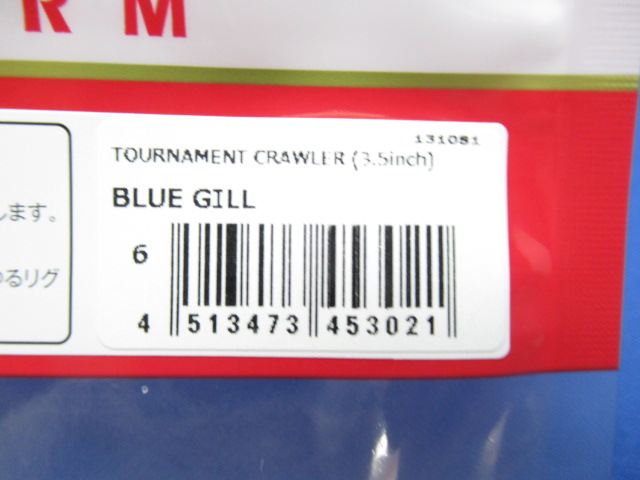 R M
131081
TOURNAMENT CRAWLER (3.5inch)
BLUE GILL
します。
るリグ
6
4 513473 453021